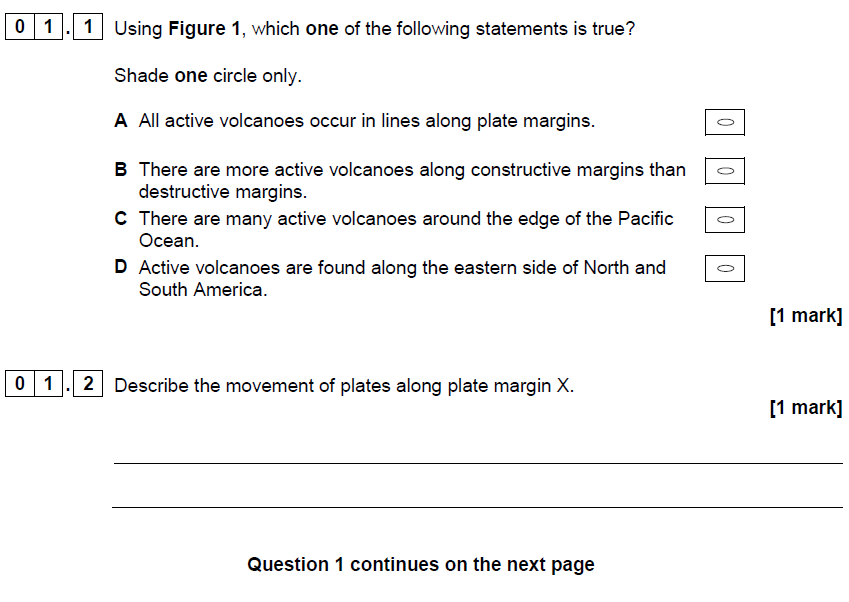 0 1 . 1 Using Figure 1, which one of the following statements is true?
Shade one circle only.
A All active volcanoes occur in lines along plate margins.
B There are more active volcanoes along constructive margins than
destructive margins.
C There are many active volcanoes around the edge of the Pacific
Ocean.
D Active volcanoes are found along the eastern side of North and
South America.
[1 mark]
0 1 . 2 Describe the movement of plates along plate margin X.
[1 mark]
Question 1 continues on the next page